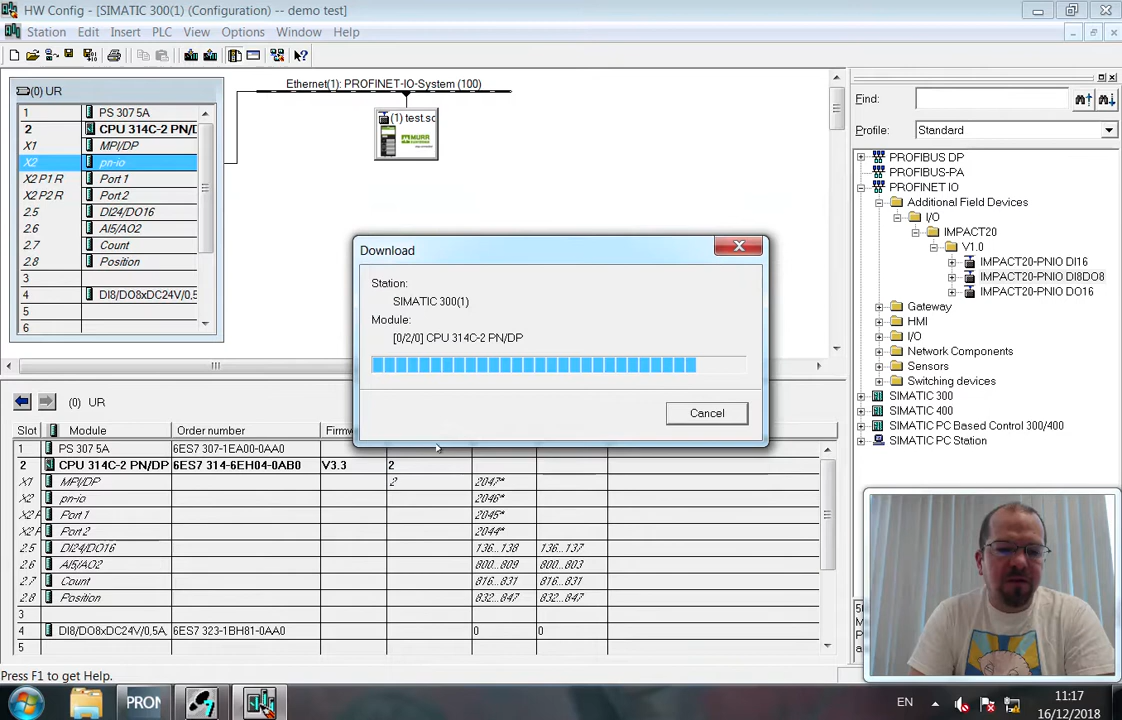 HW Config - [SIMATIC 300(1) (Configuration) -- demo test]
Station Edit Insert PLC View Options Window Help
(0) UR
1 PS 307 5A
2 CPU 314C-2 PN/D
X1 MPI/DP
X2 pn-io
X2 P1 R Port 1
X2 P2 R Port 2
2.5 DI24/DO16
2.6 AI5/AO2
2.7 Count
2.8 Position
3
4 DI8/DO8xDC24V/0,5
5
6
Ethernet(1): PROFINET-IO-System (100)
(1) test.sc
MURR
Find:
Profile: Standard
PROFIBUS DP
PROFIBUS-PA
PROFINET IO
Additional Field Devices
I/O
IMPACT20
V1.0
IMPACT20-PNIO DI16
IMPACT20-PNIO DI8DO8
IMPACT20-PNIO DO16
Gateway
HMI
I/O
Network Components
Sensors
Switching devices
SIMATIC 300
SIMATIC 400
SIMATIC PC Based Control 300/400
SIMATIC PC Station
Download
Station:
SIMATIC 300(1)
Module:
[0/2/0] CPU 314C-2 PN/DP
Cancel
(0) UR
Slot Module Order number Firmw
1 PS 307 5A 6ES7 307-1EA00-0AA0
2 CPU 314C-2 PN/DP 6ES7 314-6EH04-0AB0 V3.3 2
X1 MPI/DP 2 2047*
X2 pn-io 2046*
X2 F Port 1 2045*
X2 F Port 2 2044*
2.5 DI24/DO16 136...138 136...137
2.6 AI5/AO2 800...809 800...803
2.7 Count 816...831 816...831
2.8 Position 832...847 832...847
3
4 DI8/DO8xDC24V/0,5A, 6ES7 323-1BH81-0AA0 0 0
5
Press F1 to get Help.
PRON
EN
11:17
16/12/2018